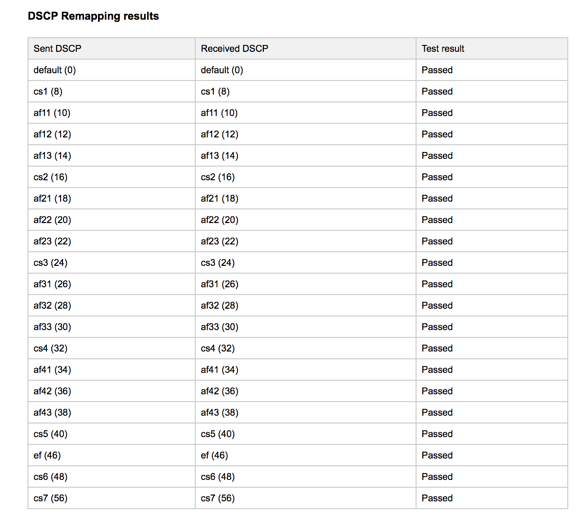 DSCP Remapping results
Sent DSCP Received DSCP Test result
default (0) default (0) Passed
cs1 (8) cs1 (8) Passed
af11 (10) af11 (10) Passed
af12 (12) af12 (12) Passed
af13 (14) af13 (14) Passed
cs2 (16) cs2 (16) Passed
af21 (18) af21 (18) Passed
af22 (20) af22 (20) Passed
af23 (22) af23 (22) Passed
cs3 (24) cs3 (24) Passed
af31 (26) af31 (26) Passed
af32 (28) af32 (28) Passed
af33 (30) af33 (30) Passed
cs4 (32) cs4 (32) Passed
af41 (34) af41 (34) Passed
af42 (36) af42 (36) Passed
af43 (38) af43 (38) Passed
cs5 (40) cs5 (40) Passed
ef (46) ef (46) Passed
cs6 (48) cs6 (48) Passed
cs7 (56) cs7 (56) Passed